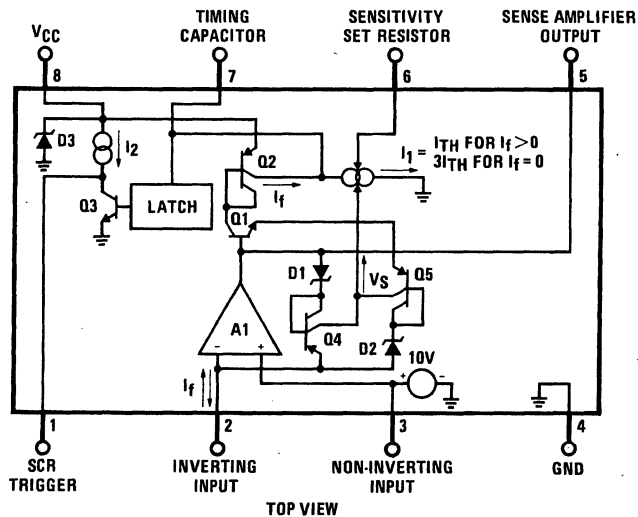 TIMING SENSITIVITY SENSE AMPLIFIER
VCC CAPACITOR SET RESISTOR OUTPUT
8 7 6 5
D3
I2
Q2
I1 = ITH FOR If > 0
3ITH FOR If = 0
Q3
LATCH
If
Q1
D1
VS
Q5
A1
Q4
D2
10V
- +
+ -
If
1 2 3 4
SCR INVERTING NON-INVERTING GND
TRIGGER INPUT INPUT
TOP VIEW